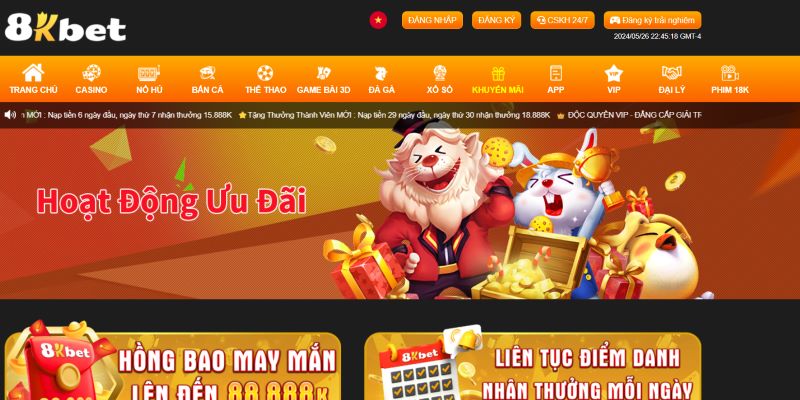 8Kbet
ĐĂNG NHẬP
ĐĂNG KÝ
CSKH 24/7
Đăng ký trải nghiệm
2024/05/26 22:45:18 GMT-4
TRANG CHỦ
CASINO
NỔ HŨ
BẮN CÁ
THỂ THAO
GAME BÀI 3D
ĐÁ GÀ
XỔ SỐ
KHUYẾN MÃI
APP
VIP
ĐẠI LÝ
PHIM 18K
VIP
n MỚI : Nạp tiền 6 ngày đầu, ngày thứ 7 nhận thưởng 15.888K
Tặng Thưởng Thành Viên MỚI : Nạp tiền 29 ngày đầu, ngày thứ 30 nhận thưởng 18.888K
ĐỘC QUYỀN VIP - ĐẲNG CẤP GIẢI TR
Hoạt Động Ưu Đãi
8Kbet
HỒNG BAO MAY MẮN
LÊN ĐẾN 88.888K
8Kbet
LIÊN TỤC ĐIỂM DANH
NHẬN THƯỞNG MỖI NGÀY